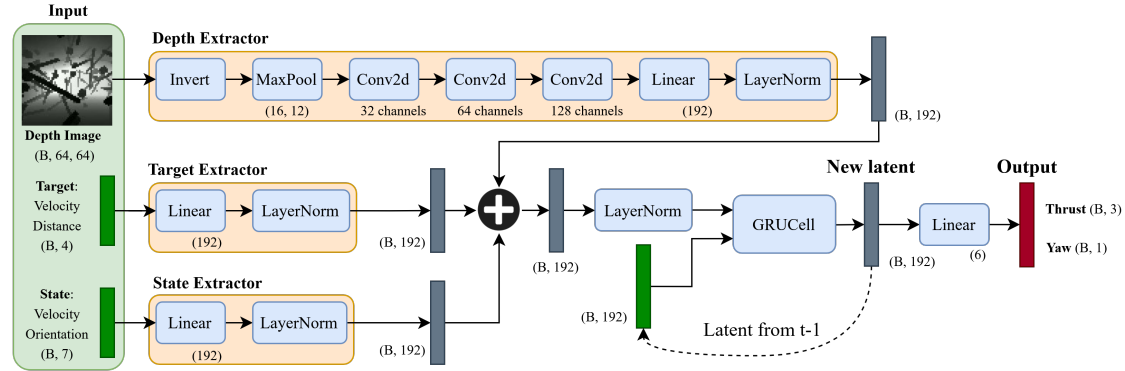 Input
Depth Image
(B, 64, 64)
Target:
Velocity
Distance
(B, 4)
State:
Velocity
Orientation
(B, 7)
Depth Extractor
Invert
MaxPool
(16, 12)
Conv2d
32 channels
Conv2d
64 channels
Conv2d
128 channels
Linear
(192)
LayerNorm
(B, 192)
Target Extractor
Linear
(192)
LayerNorm
(B, 192)
State Extractor
Linear
(192)
LayerNorm
(B, 192)
(B, 192)
LayerNorm
(B, 192)
GRUCell
New latent
(B, 192)
Latent from t-1
Linear
(6)
Output
Thrust (B, 3)
Yaw (B, 1)